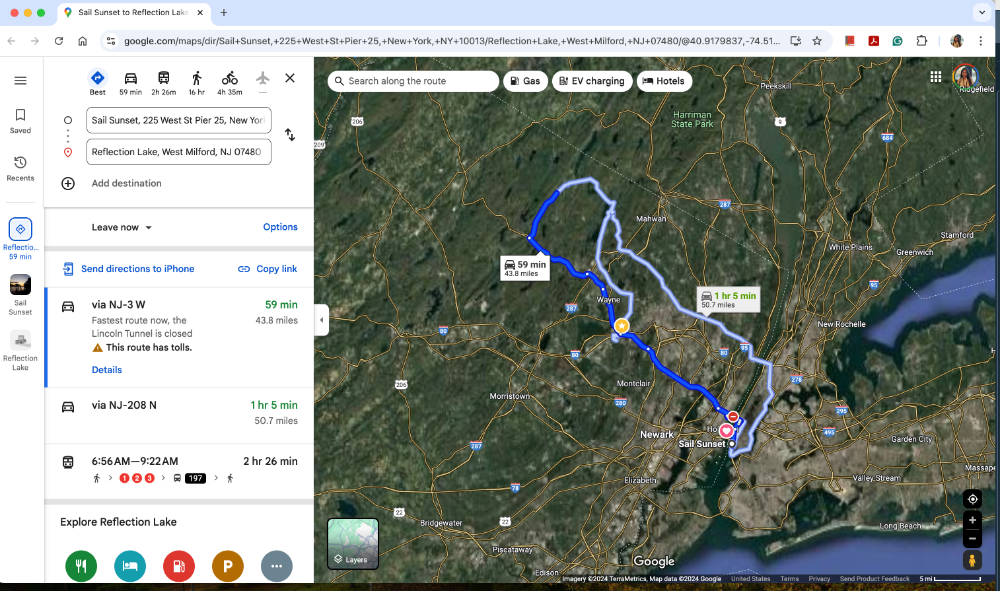 Sail Sunset to Reflection Lake
google.com/maps/dir/Sail+Sunset,+225+West+St+Pier+25,+New+York,+NY+10013/Reflection+Lake,+West+Milford,+NJ+07480/@40.9179837,-74.51...
Saved
Recents
Reflectio...
59 min
Sail
Sunset
Reflection
Lake
Best
59 min
2h 26m
16 hr
4h 35m
—
Sail Sunset, 225 West St Pier 25, New Yor
Reflection Lake, West Milford, NJ 07480
Add destination
Leave now
Options
Send directions to iPhone
Copy link
via NJ-3 W
59 min
Fastest route now, the
43.8 miles
Lincoln Tunnel is closed
This route has tolls.
Details
via NJ-208 N
1 hr 5 min
50.7 miles
6:56 AM—9:22 AM
2 hr 26 min
1 2 3 197
Explore Reflection Lake
P
Search along the route
Gas
EV charging
Hotels
Peekskill
Ridgefield
Harriman
State Park
206
9
684
209
287
Mahwah
Stamford
White Plains
Greenwich
59 min
43.8 miles
95
1 hr 5 min
50.7 miles
Wayne
287
80
New Rochelle
95
80
80
278
Montclair
206
Morristown
280
295
Ho
495
Newark
Garden City
Sail Sunset
287
Massape
Elizabeth
Valley Stream
78
22
22
Bridgewater
Long Beach
Piscataway
Layers
Google
Edison
Imagery ©2024 TerraMetrics, Map data ©2024 Google
United States
Terms
Privacy
Send Product Feedback
5 mi